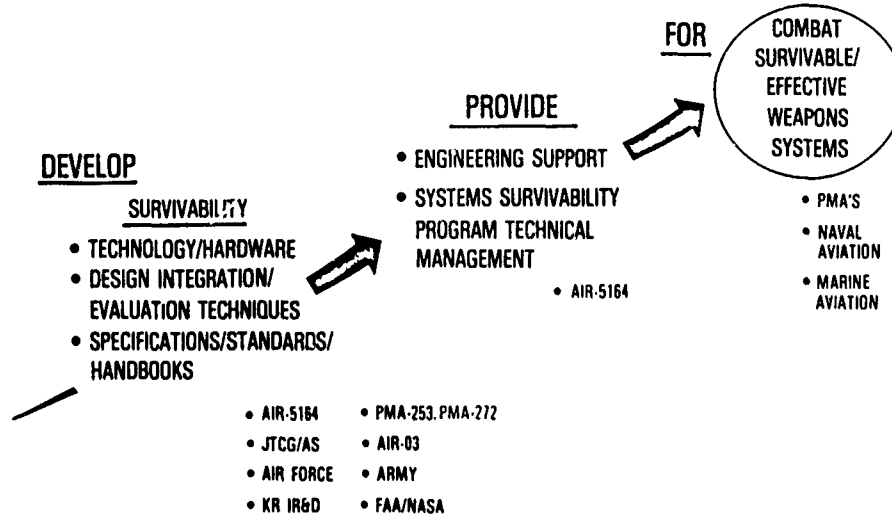 DEVELOP
SURVIVABILITY
• TECHNOLOGY/HARDWARE
• DESIGN INTEGRATION/
EVALUATION TECHNIQUES
• SPECIFICATIONS/STANDARDS/
HANDBOOKS
• AIR-5164 • PMA-253, PMA-272
• JTCG/AS • AIR-03
• AIR FORCE • ARMY
• KR IR&D • FAA/NASA
PROVIDE
• ENGINEERING SUPPORT
• SYSTEMS SURVIVABILITY
PROGRAM TECHNICAL
MANAGEMENT
• AIR-5164
FOR
COMBAT
SURVIVABLE/
EFFECTIVE
WEAPONS
SYSTEMS
• PMA'S
• NAVAL
AVIATION
• MARINE
AVIATION